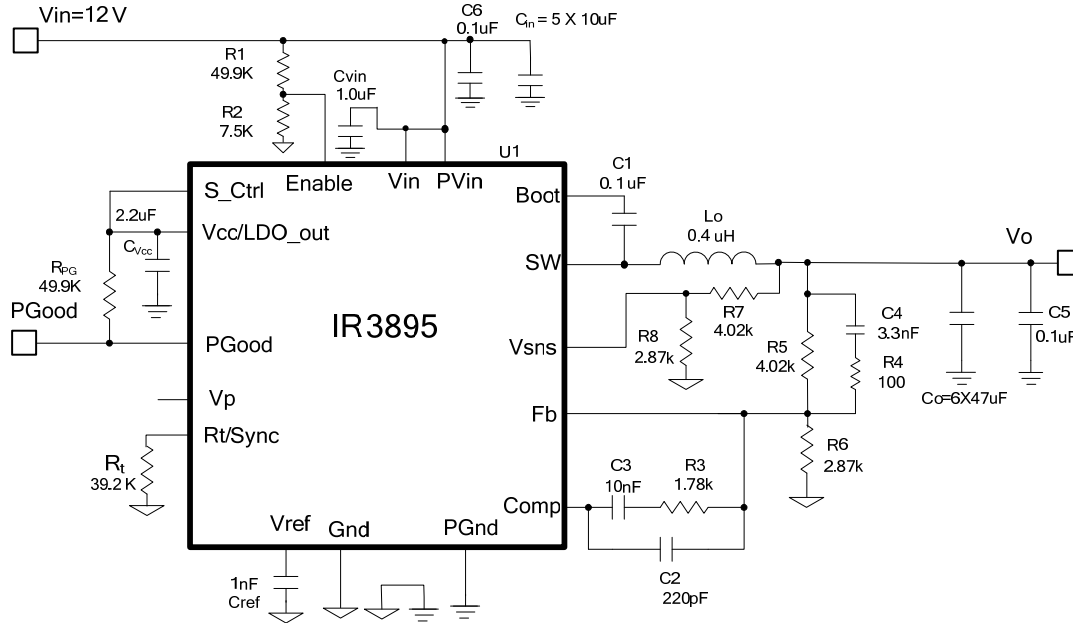 Vin=12 V
C6
0.1uF
Cin = 5 X 10uF
R1
49.9K
Cvin
1.0uF
R2
7.5K
U1
Enable
Vin
PVin
S_Ctrl
Boot
C1
0.1uF
2.2uF
Vcc/LDO_out
CVcc
Lo
0.4 uH
Vo
SW
RPG
49.9K
PGood
IR3895
R7
4.02k
R8
2.87k
C4
3.3nF
C5
0.1uF
PGood
Vsns
R5
4.02k
R4
100
Co=6X47uF
Vp
Fb
Rt/Sync
Rt
39.2 K
R6
2.87k
C3
10nF
R3
1.78k
Comp
Vref
Gnd
PGnd
1nF
Cref
C2
220pF